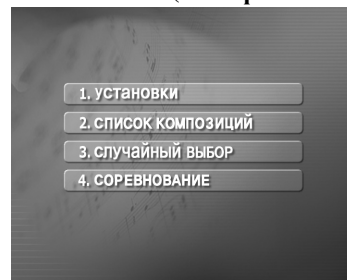 1. УСТАНОВКИ
2. СПИСОК КОМПОЗИЦИЙ
3. СЛУЧАЙНЫЙ ВЫБОР
4. СОРЕВНОВАНИЕ